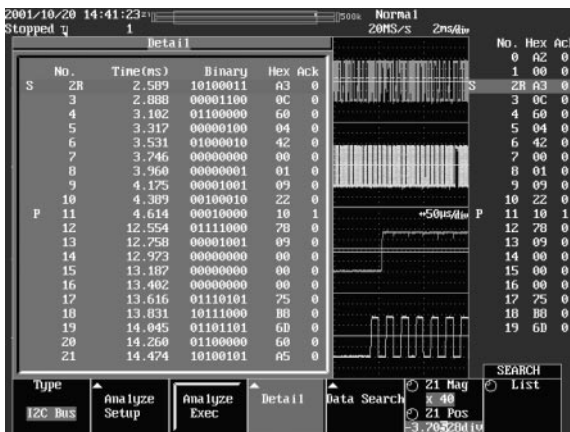 2001/10/20 14:41:23
500k Normal
Stopped 1 20MS/s 2ms/div
Detail
No. Time(ms) Binary Hex Ack
S 2R 2.589 10100011 A3 0
3 2.888 00001100 0C 0
4 3.102 01100000 60 0
5 3.317 00000100 04 0
6 3.531 01000010 42 0
7 3.746 00000000 00 0
8 3.960 00000001 01 0
9 4.175 00001001 09 0
10 4.389 00100010 22 0
P 11 4.614 00010000 10 1
12 12.554 01111000 78 0
13 12.758 00001001 09 0
14 12.973 00000000 00 0
15 13.187 00000000 00 0
16 13.402 00000000 00 0
17 13.616 01110101 75 0
18 13.831 10111000 B8 0
19 14.045 01101101 6D 0
20 14.260 01100000 60 0
21 14.474 10100101 A5 0
50µs/div
No. Hex Ac
0 A2 0
1 00 0
S 2R A3 0
3 0C 0
4 60 0
5 04 0
6 42 0
7 00 0
8 01 0
9 09 0
10 22 0
P 11 10 1
12 78 0
13 09 0
14 00 0
15 00 0
16 00 0
17 75 0
18 B8 0
19 6D 0
SEARCH
Type
I2C Bus
Analyze
Setup
Analyze
Exec
Detail
Data Search
Z1 Mag
x 40
Z1 Pos
List